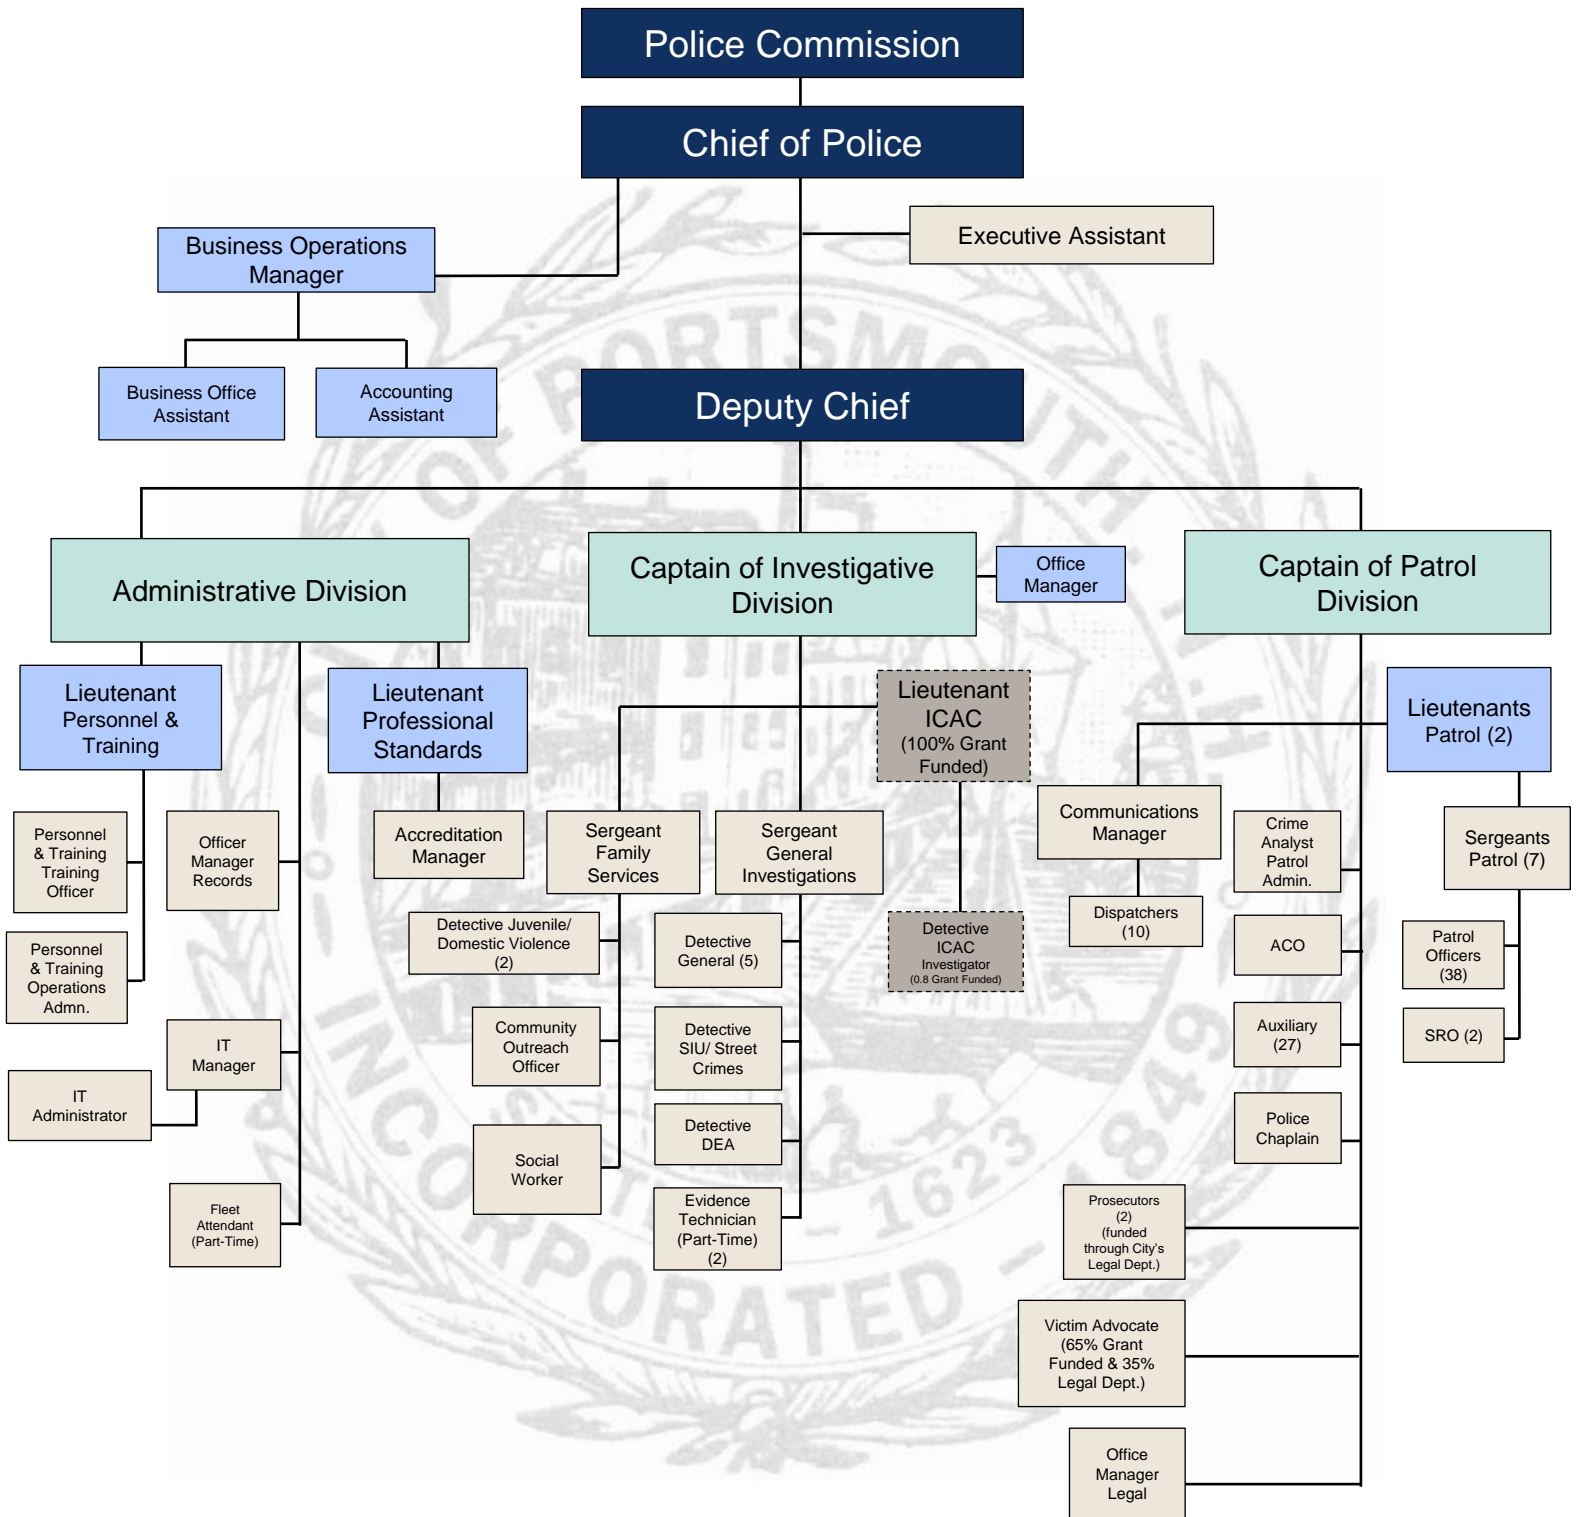 Police Commission
Chief of Police
Executive Assistant
Business Operations
Manager
Business Office
Assistant
Accounting
Assistant
Deputy Chief
Administrative Division
Captain of Investigative
Division
Office
Manager
Captain of Patrol
Division
Lieutenant
Personnel &
Training
Lieutenant
Professional
Standards
Lieutenant
ICAC
(100% Grant
Funded)
Lieutenants
Patrol (2)
Personnel
& Training
Training
Officer
Officer
Manager
Records
Accreditation
Manager
Sergeant
Family
Services
Sergeant
General
Investigations
Communications
Manager
Crime
Analyst
Patrol
Admin.
Sergeants
Patrol (7)
Personnel
& Training
Operations
Admn.
Detective Juvenile/
Domestic Violence
(2)
Detective
General (5)
Detective
ICAC
Investigator
(0.8 Grant Funded)
Dispatchers
(10)
ACO
Patrol
Officers
(38)
IT
Manager
IT
Administrator
Community
Outreach
Officer
Detective
SIU/ Street
Crimes
Auxiliary
(27)
SRO (2)
Detective
DEA
Police
Chaplain
Social
Worker
Fleet
Attendant
(Part-Time)
Evidence
Technician
(Part-Time)
(2)
Prosecutors
(2)
(funded
through City's
Legal Dept.)
Victim Advocate
(65% Grant
Funded & 35%
Legal Dept.)
Office
Manager
Legal
OF PORTSMOUTH
INCORPORATED - 1849
- 1623